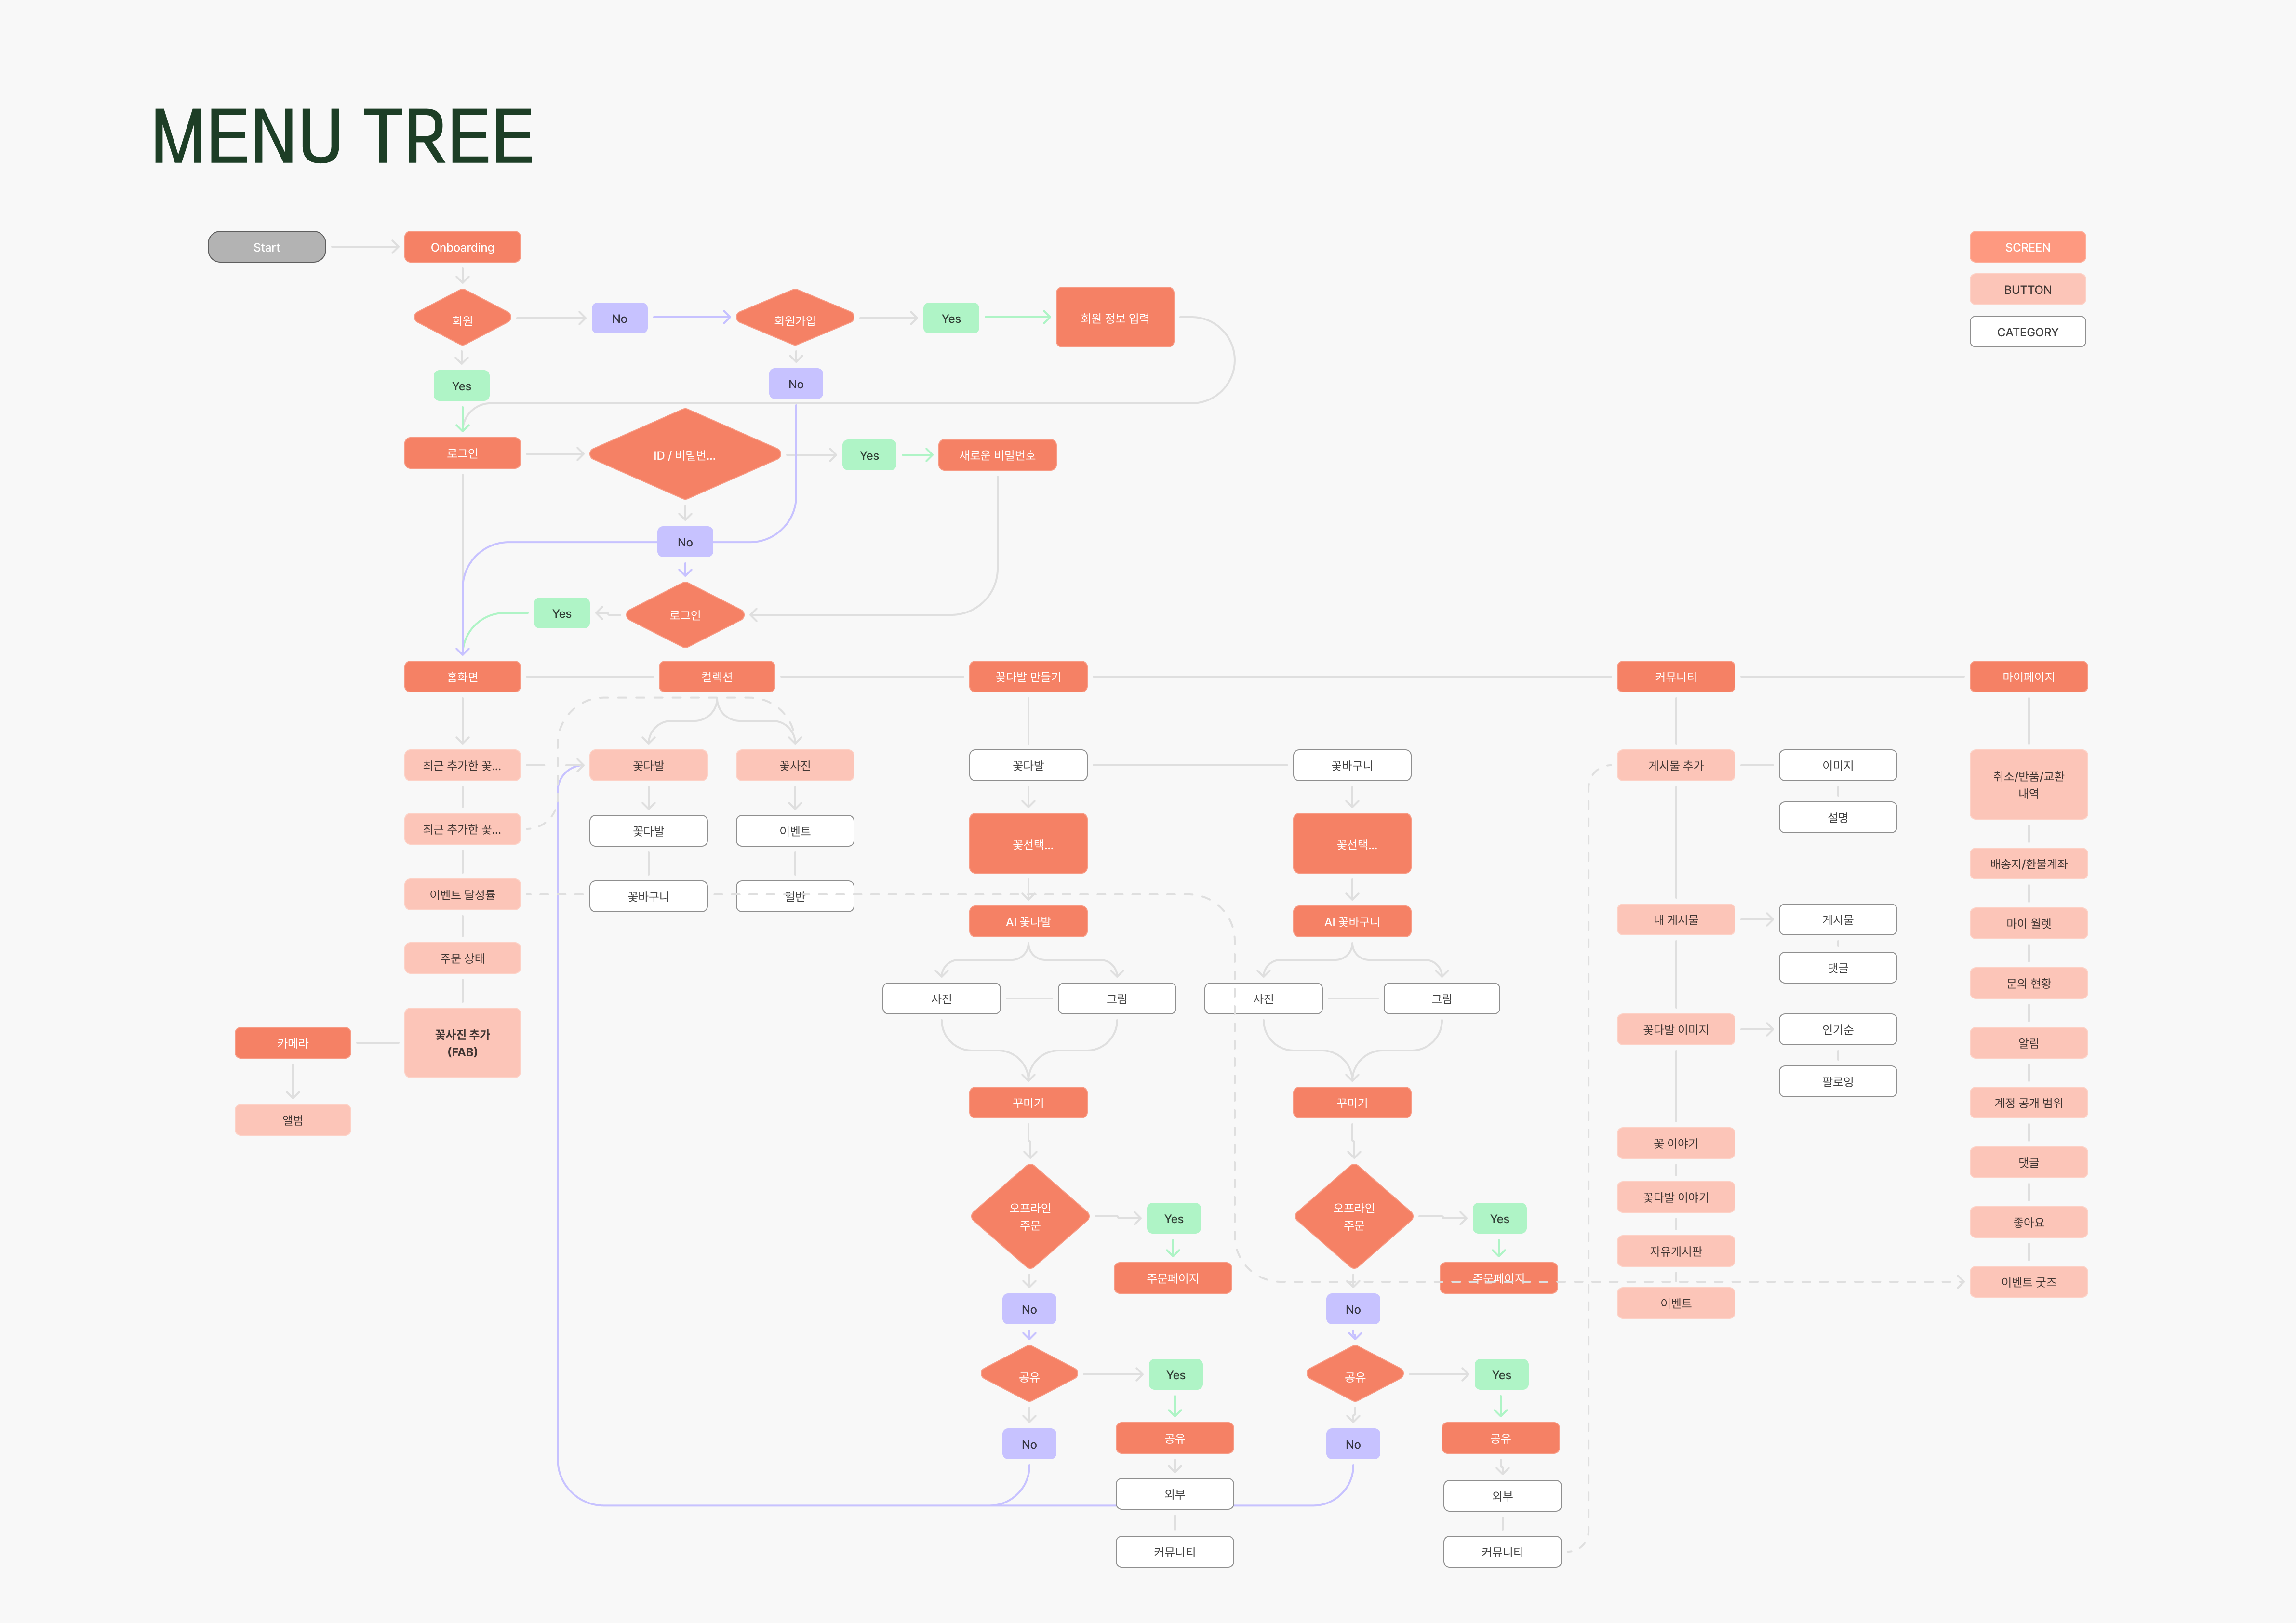 MENU TREE
Start
Onboarding
SCREEN
BUTTON
CATEGORY
회원
No
회원가입
Yes
회원 정보 입력
Yes
No
로그인
ID / 비밀번...
Yes
새로운 비밀번호
No
Yes
로그인
홈화면
컬렉션
꽃다발 만들기
커뮤니티
마이페이지
최근 추가한 꽃...
최근 추가한 꽃...
이벤트 달성률
주문 상태
꽃사진 추가
(FAB)
카메라
앨범
꽃다발
꽃다발
꽃바구니
꽃사진
이벤트
일반
꽃다발
꽃선택...
AI 꽃다발
사진
그림
꾸미기
오프라인
주문
Yes
주문페이지
No
공유
Yes
No
공유
외부
커뮤니티
꽃바구니
꽃선택...
AI 꽃바구니
사진
그림
꾸미기
오프라인
주문
Yes
주문페이지
No
공유
Yes
No
공유
외부
커뮤니티
게시물 추가
이미지
설명
내 게시물
게시물
댓글
꽃다발 이미지
인기순
팔로잉
꽃 이야기
꽃다발 이야기
자유게시판
이벤트
취소/반품/교환
내역
배송지/환불계좌
마이 월렛
문의 현황
알림
계정 공개 범위
댓글
좋아요
이벤트 굿즈